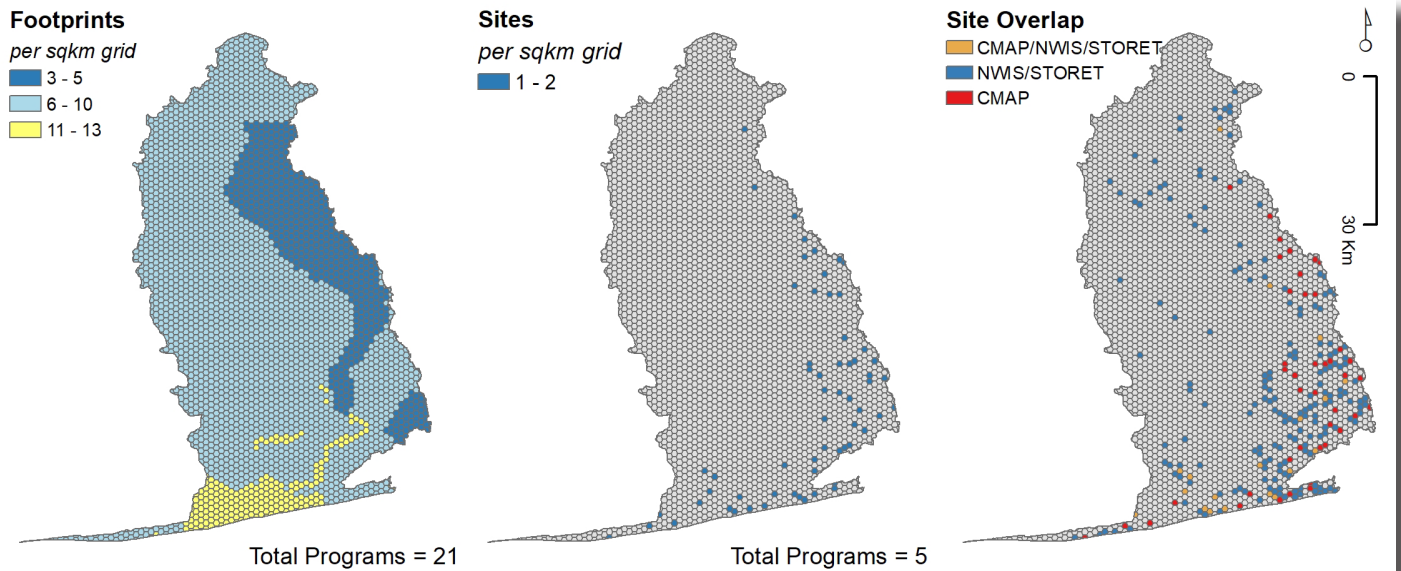 Footprints
per sqkm grid
3 - 5
6 - 10
11 - 13
Total Programs = 21
Sites
per sqkm grid
1 - 2
Total Programs = 5
Site Overlap
CMAP/NWIS/STORET
NWIS/STORET
CMAP
0
30 Km